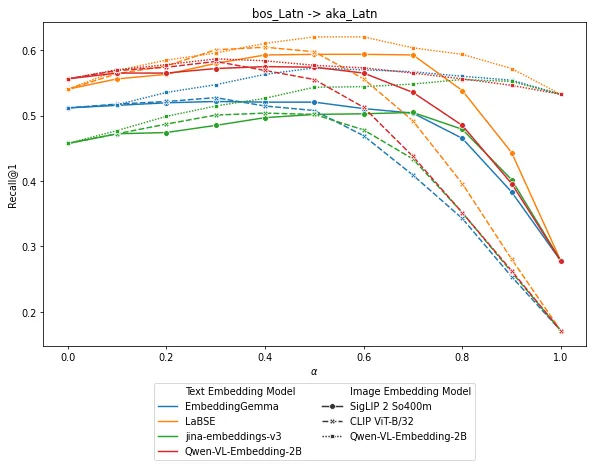 bos_Latn -> aka_Latn
Recall@1
0.6
0.5
0.4
0.3
0.2
0.0
0.2
0.4
0.6
0.8
1.0
α
Text Embedding Model
EmbeddingGemma
LaBSE
jina-embeddings-v3
Qwen-VL-Embedding-2B
Image Embedding Model
SigLIP 2 So400m
CLIP ViT-B/32
Qwen-VL-Embedding-2B